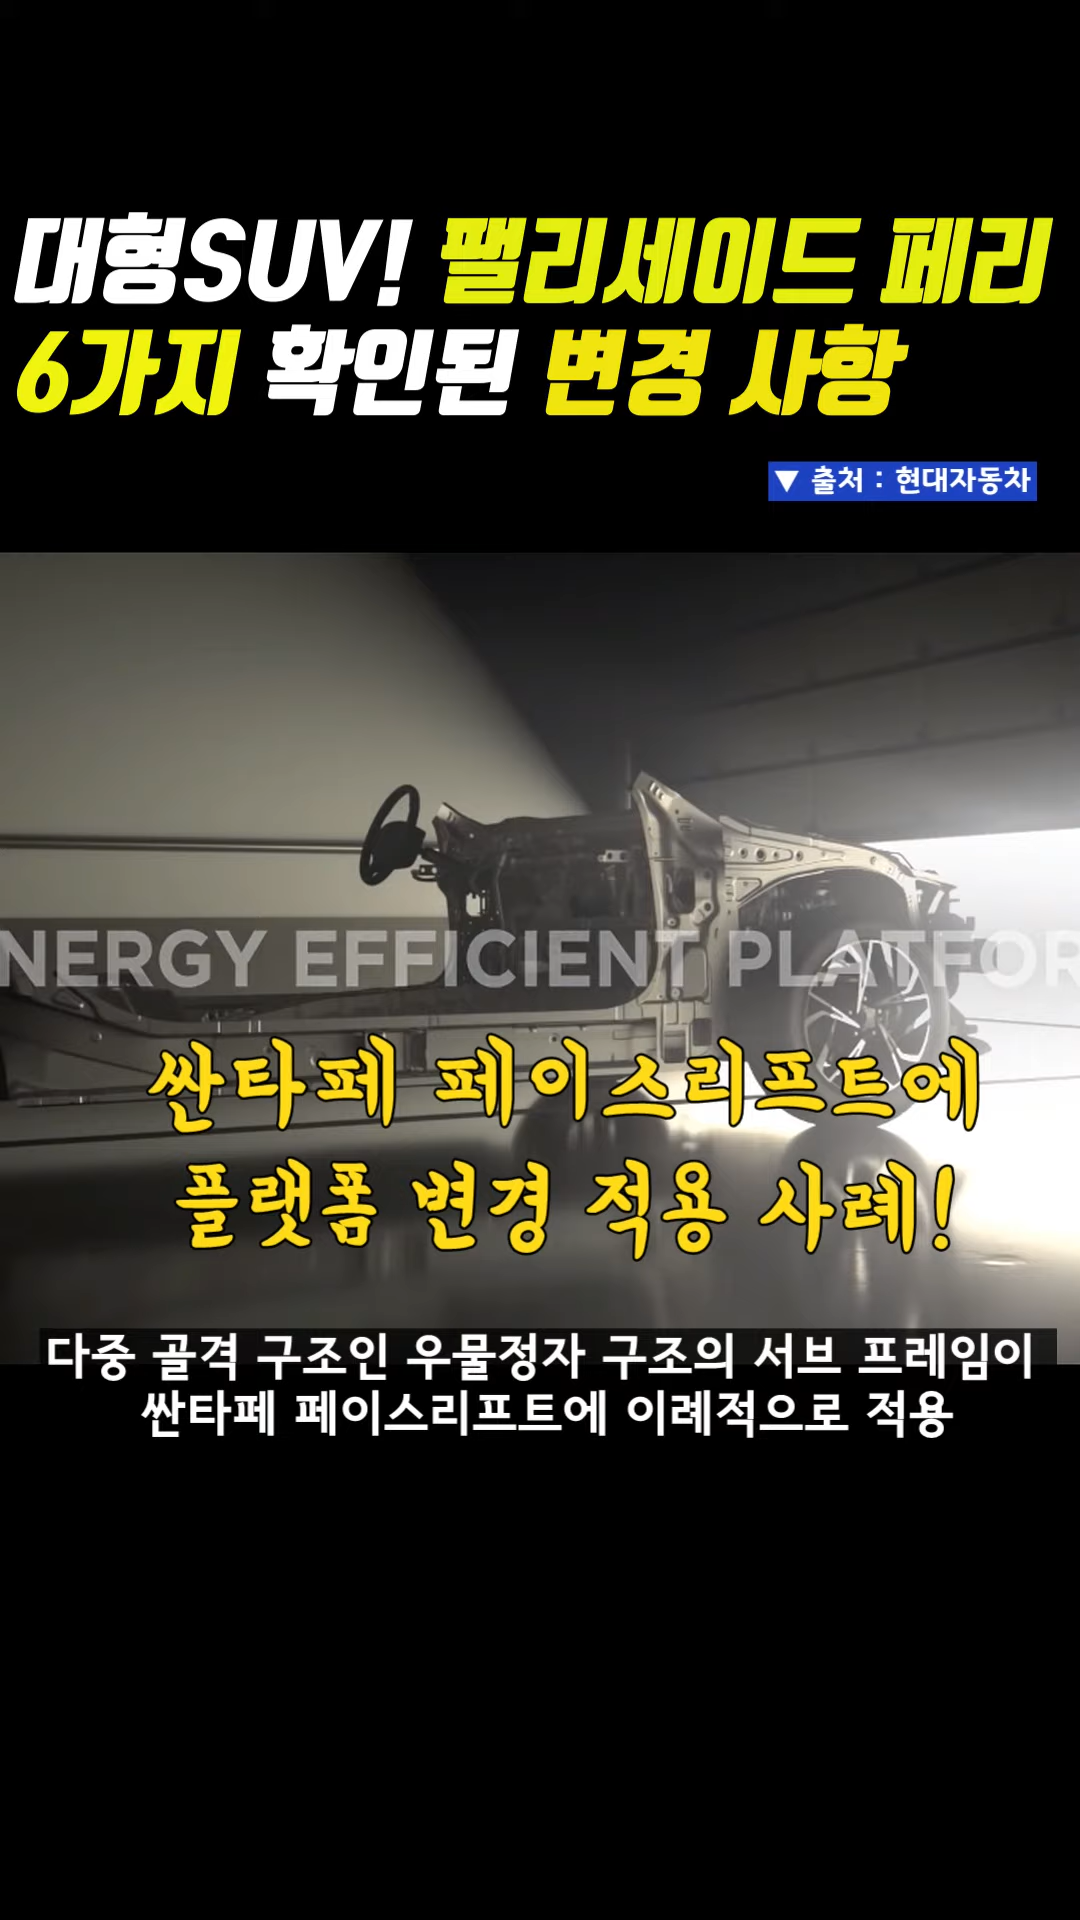 대형SUV! 팰리세이드 페리
6가지 확인된 변경 사항
▼ 출처 : 현대자동차
NERGY EFFICIENT PLATFOR
싼타페 페이스리프트에
플랫폼 변경 적용 사례!
다중 골격 구조인 우물정자 구조의 서브 프레임이
싼타페 페이스리프트에 이례적으로 적용